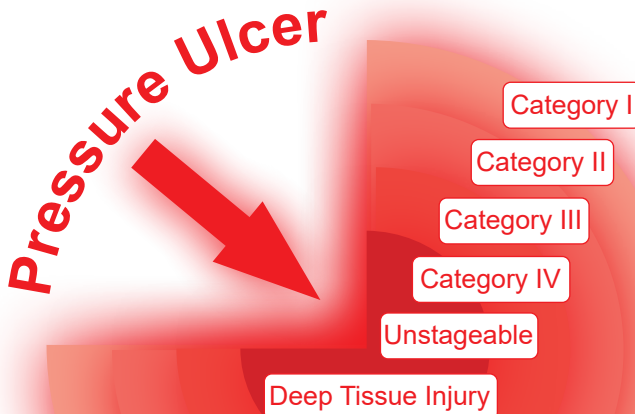 Pressure Ulcer
Category I
Category II
Category III
Category IV
Unstageable
Deep Tissue Injury